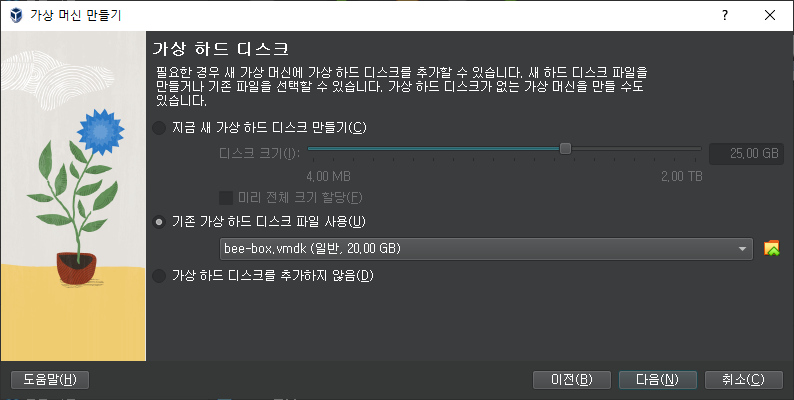 가상 머신 만들기
가상 하드 디스크
필요한 경우 새 가상 머신에 가상 하드 디스크를 추가할 수 있습니다. 새 하드 디스크 파일을
만들거나 기존 파일을 선택할 수 있습니다. 가상 하드 디스크가 없는 가상 머신을 만들 수도
있습니다.
지금 새 가상 하드 디스크 만들기(C)
디스크 크기(I):
25,00 GB
4,00 MB
2,00 TB
미리 전체 크기 할당(F)
기존 가상 하드 디스크 파일 사용(U)
bee-box.vmdk (일반, 20,00 GB)
가상 하드 디스크를 추가하지 않음(D)
도움말(H)
이전(B)
다음(N)
취소(C)